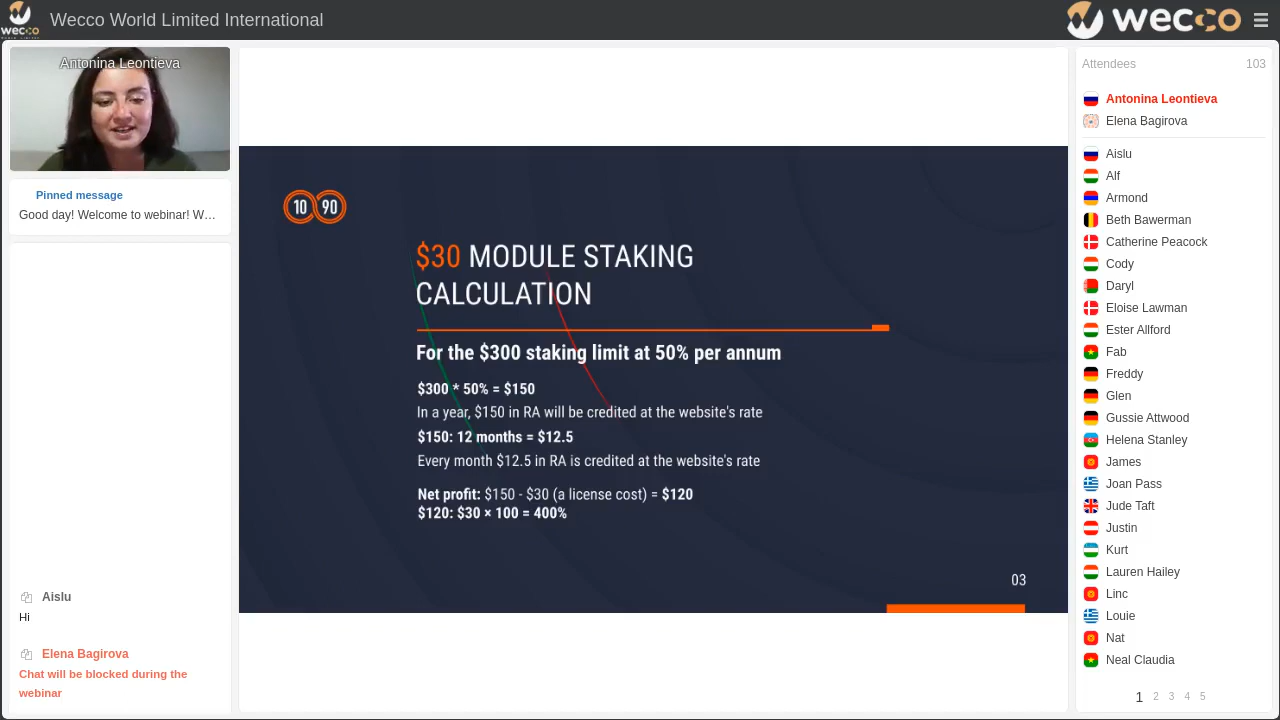 wecco
Wecco World Limited International
wecco
Antonina Leontieva
Pinned message
Good day! Welcome to webinar! W…
Aislu
Hi
Elena Bagirova
Chat will be blocked during the
webinar
10 90
$30 MODULE STAKING
CALCULATION
For the $300 staking limit at 50% per annum
$300 * 50% = $150
In a year, $150 in RA will be credited at the website's rate
$150: 12 months = $12.5
Every month $12.5 in RA is credited at the website's rate
Net profit: $150 - $30 (a license cost) = $120
$120: $30 × 100 = 400%
03
Attendees 103
Antonina Leontieva
Elena Bagirova
Aislu
Alf
Armond
Beth Bawerman
Catherine Peacock
Cody
Daryl
Eloise Lawman
Ester Allford
Fab
Freddy
Glen
Gussie Attwood
Helena Stanley
James
Joan Pass
Jude Taft
Justin
Kurt
Lauren Hailey
Linc
Louie
Nat
Neal Claudia
1 2 3 4 5